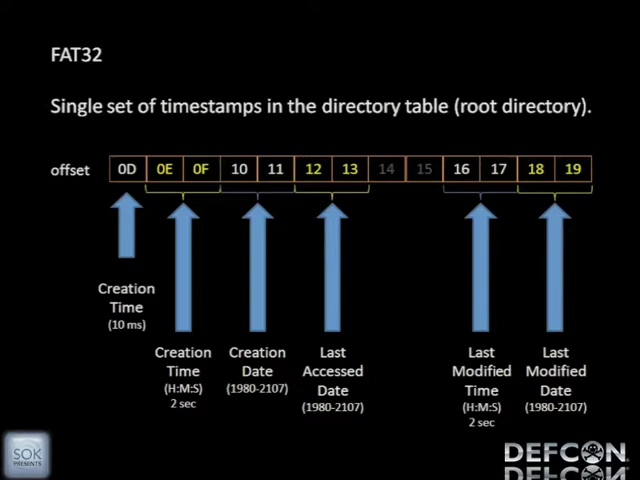 FAT32
Single set of timestamps in the directory table (root directory).
offset 0D 0E 0F 10 11 12 13 14 15 16 17 18 19
Creation
Time
(10 ms)
Creation
Time
(H:M:S)
2 sec
Creation
Date
(1980-2107)
Last
Accessed
Date
(1980-2107)
Last
Modified
Time
(H:M:S)
2 sec
Last
Modified
Date
(1980-2107)
SOK
PRESENTS
DEFCON